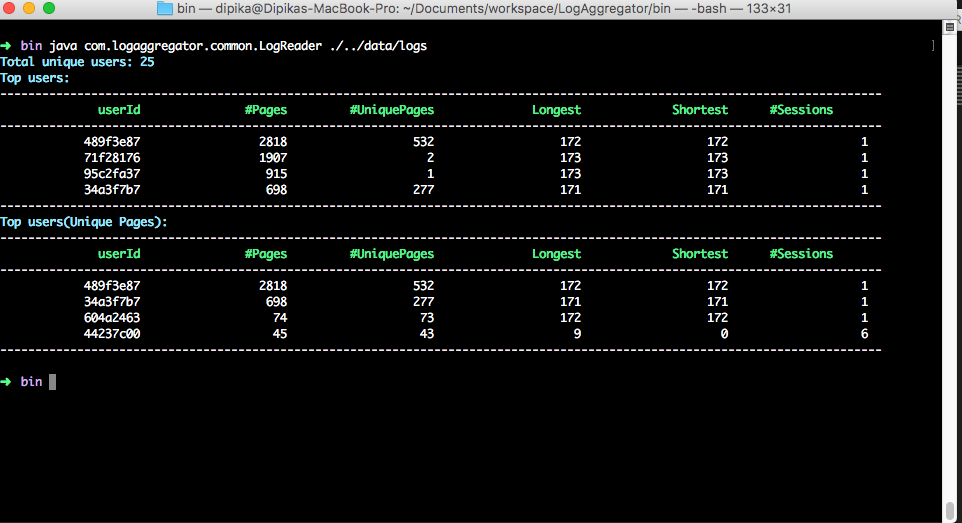 bin — dipika@Dipikas-MacBook-Pro: ~/Documents/workspace/LogAggregator/bin — -bash — 133×31
➜ bin java com.logaggregator.common.LogReader ./../data/logs
Total unique users: 25
Top users:
------------------------------------------------------------------------------------------------------------------------------
userId #Pages #UniquePages Longest Shortest #Sessions
------------------------------------------------------------------------------------------------------------------------------
489f3e87 2818 532 172 172 1
71f28176 1907 2 173 173 1
95c2fa37 915 1 173 173 1
34a3f7b7 698 277 171 171 1
------------------------------------------------------------------------------------------------------------------------------
Top users(Unique Pages):
------------------------------------------------------------------------------------------------------------------------------
userId #Pages #UniquePages Longest Shortest #Sessions
------------------------------------------------------------------------------------------------------------------------------
489f3e87 2818 532 172 172 1
34a3f7b7 698 277 171 171 1
604a2463 74 73 172 172 1
44237c00 45 43 9 0 6
------------------------------------------------------------------------------------------------------------------------------
➜ bin